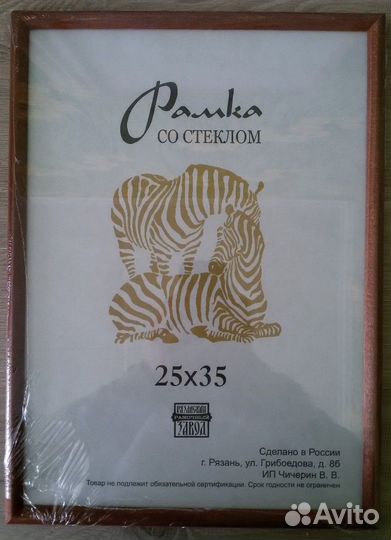 Рамка
СО СТЕКЛОМ
25x35
РЯЗАНСКИЙ
РАМОЧНЫЙ
ЗАВОД
Сделано в России
г. Рязань, ул. Грибоедова, д. 8б
ИП Чичерин В. В.
Товар не подлежит обязательной сертификации. Срок годности не ограничен
Avito